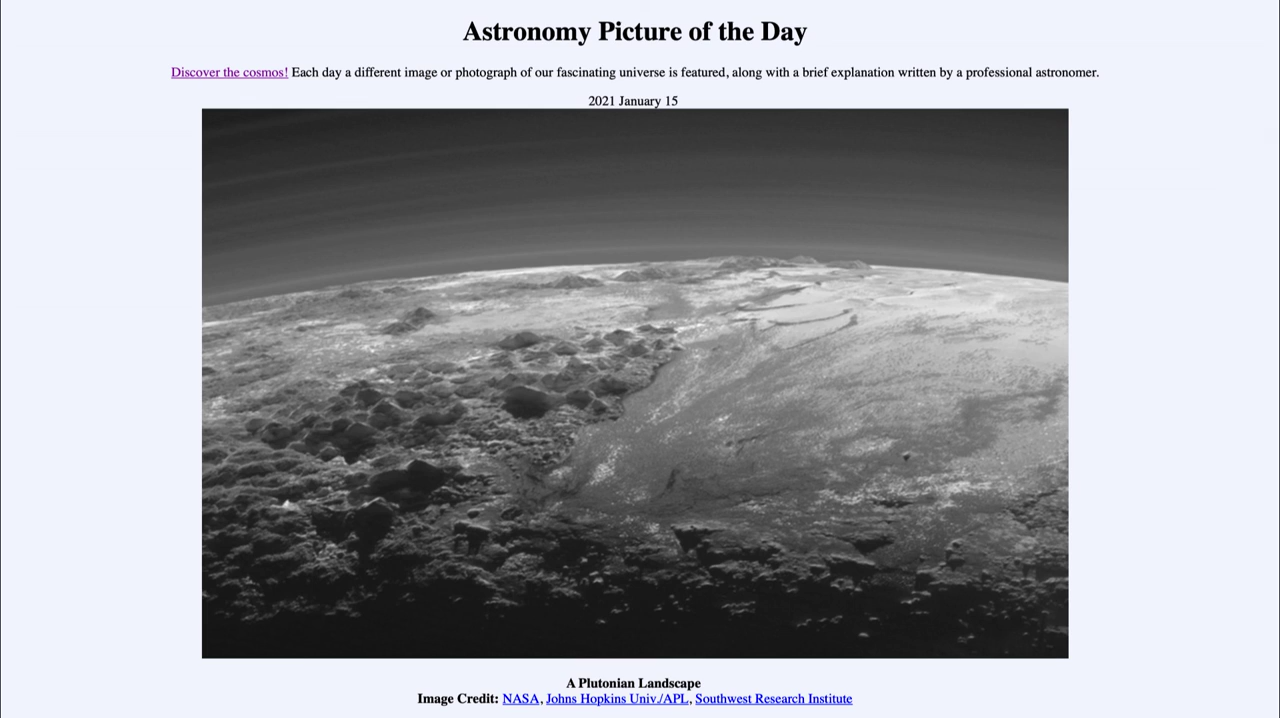 Astronomy Picture of the Day
Discover the cosmos! Each day a different image or photograph of our fascinating universe is featured, along with a brief explanation written by a professional astronomer.
2021 January 15
A Plutonian Landscape
Image Credit: NASA, Johns Hopkins Univ./APL, Southwest Research Institute